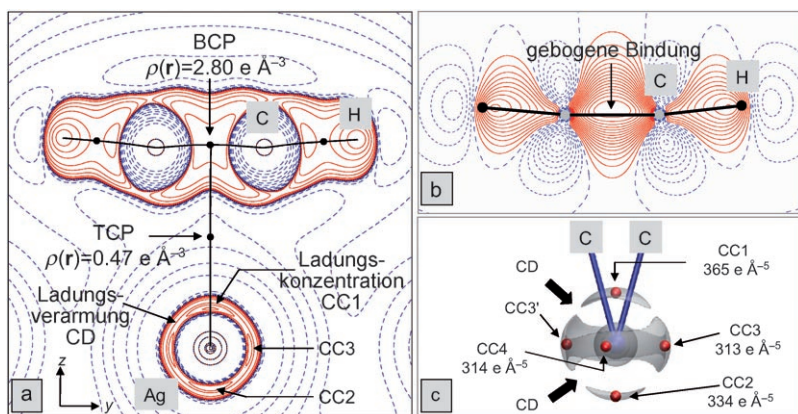 BCP
ρ(r)=2.80 e Å⁻³
C
H
TCP
ρ(r)=0.47 e Å⁻³
Ladungs-
konzentration
CC1
Ladungs-
verarmung
CD
CC3
CC2
Ag
z
y
a
gebogene Bindung
C
H
b
C C
CC1
365 e Å⁻⁵
CD
CC3'
CC3
313 e Å⁻⁵
CC4
314 e Å⁻⁵
CC2
334 e Å⁻⁵
CD
c